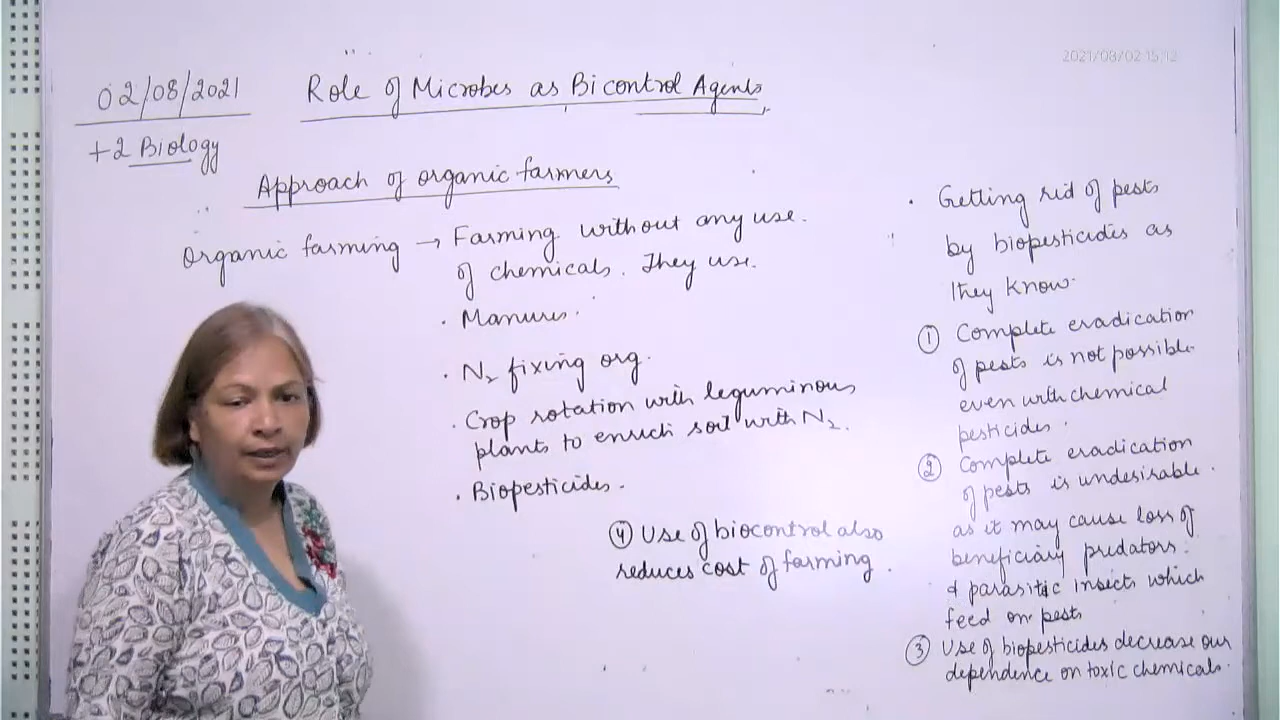 2021/08/02 15:12
02/08/2021
+2 Biology
Role of Microbes as Bicontrol Agents
Approach of organic farmers
Organic farming → Farming without any use
of chemicals. They use.
. Manures.
. N2 fixing org.
. Crop rotation with leguminous
plants to enrich soil with N2.
. Biopesticides.
④ Use of biocontrol also
reduces cost of farming.
. Getting rid of pests
by biopesticides as
they know.
① Complete eradication
of pests is not possible
even with chemical
pesticides.
② Complete eradication
of pests is undesirable.
as it may cause loss of
beneficiary predators.
& parasitic insects which
feed on pests
③ Use of biopesticides decrease our
dependence on toxic chemicals.